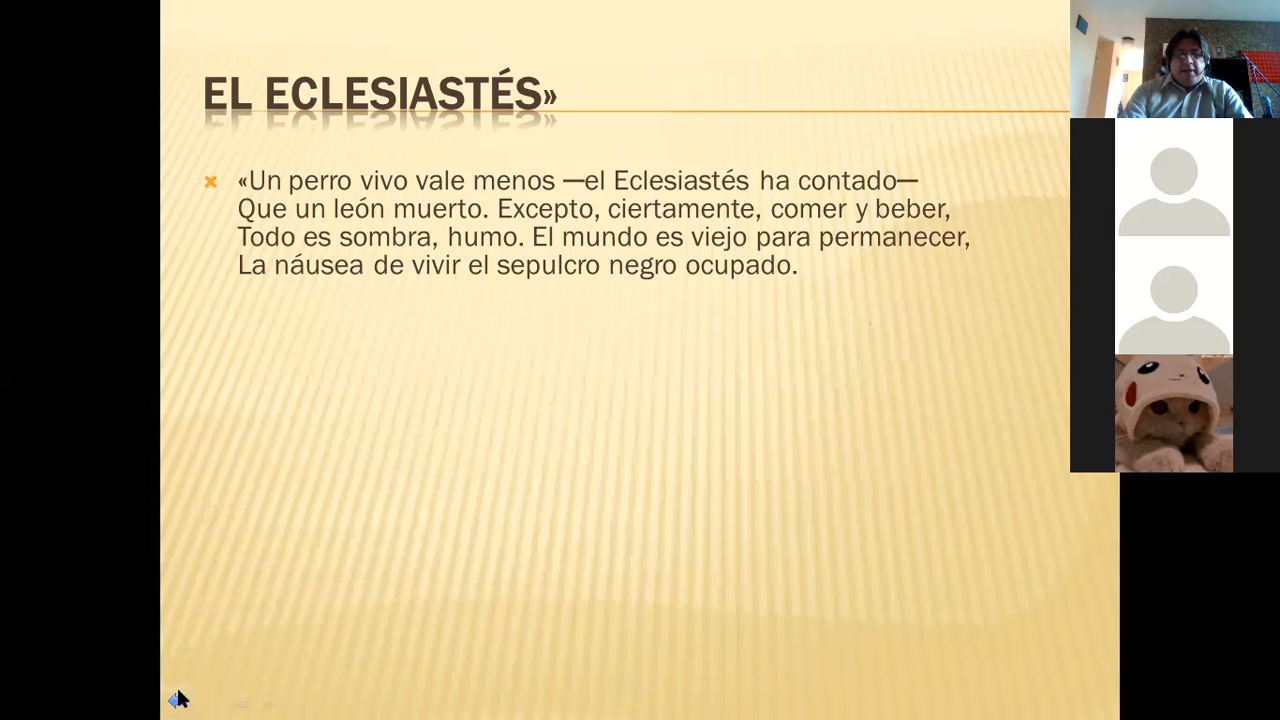 EL ECLESIASTÉS»
«Un perro vivo vale menos —el Eclesiastés ha contado—
Que un león muerto. Excepto, ciertamente, comer y beber,
Todo es sombra, humo. El mundo es viejo para permanecer,
La náusea de vivir el sepulcro negro ocupado.